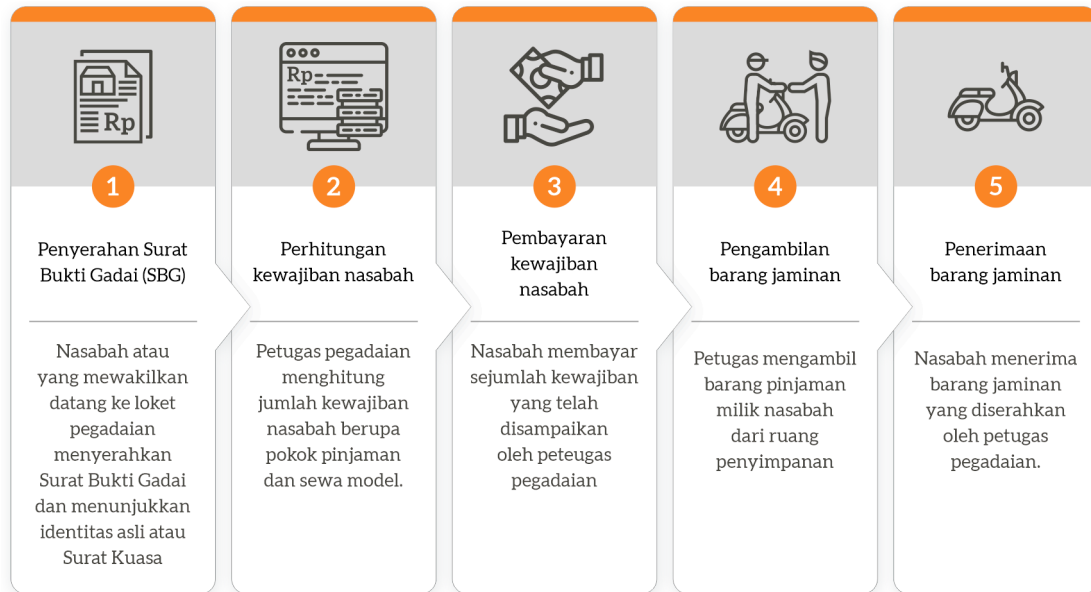 Rp
1
Penyerahan Surat
Bukti Gadai (SBG)
Nasabah atau
yang mewakilkan
datang ke loket
pegadaian
menyerahkan
Surat Bukti Gadai
dan menunjukkan
identitas asli atau
Surat Kuasa
Rp
2
Perhitungan
kewajiban nasabah
Petugas pegadaian
menghitung
jumlah kewajiban
nasabah berupa
pokok pinjaman
dan sewa model.
3
Pembayaran
kewajiban
nasabah
Nasabah membayar
sejumlah kewajiban
yang telah
disampaikan
oleh peteugas
pegadaian
4
Pengambilan
barang jaminan
Petugas mengambil
barang pinjaman
milik nasabah
dari ruang
penyimpanan
5
Penerimaan
barang jaminan
Nasabah menerima
barang jaminan
yang diserahkan
oleh petugas
pegadaian.